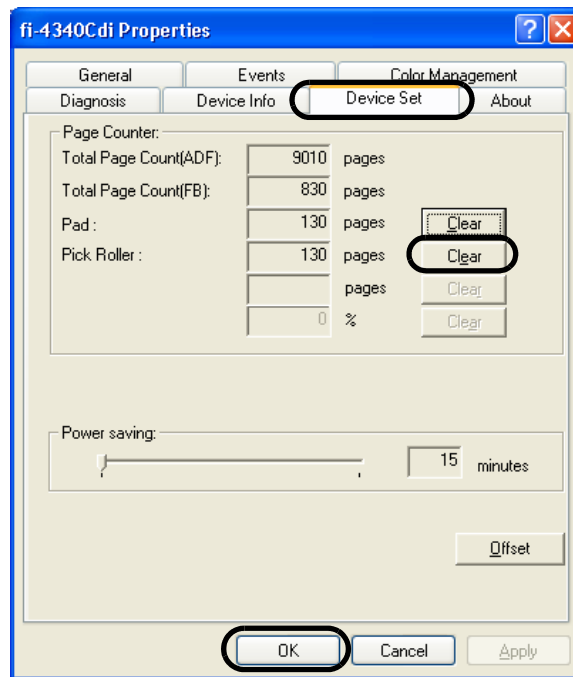 fi-4340Cdi Properties
General Events Color Management
Diagnosis Device Info Device Set About
Page Counter:
Total Page Count(ADF): 9010 pages
Total Page Count(FB): 830 pages
Pad : 130 pages Clear
Pick Roller : 130 pages Clear
pages Clear
0 % Clear
Power saving:
15 minutes
Offset
OK Cancel Apply